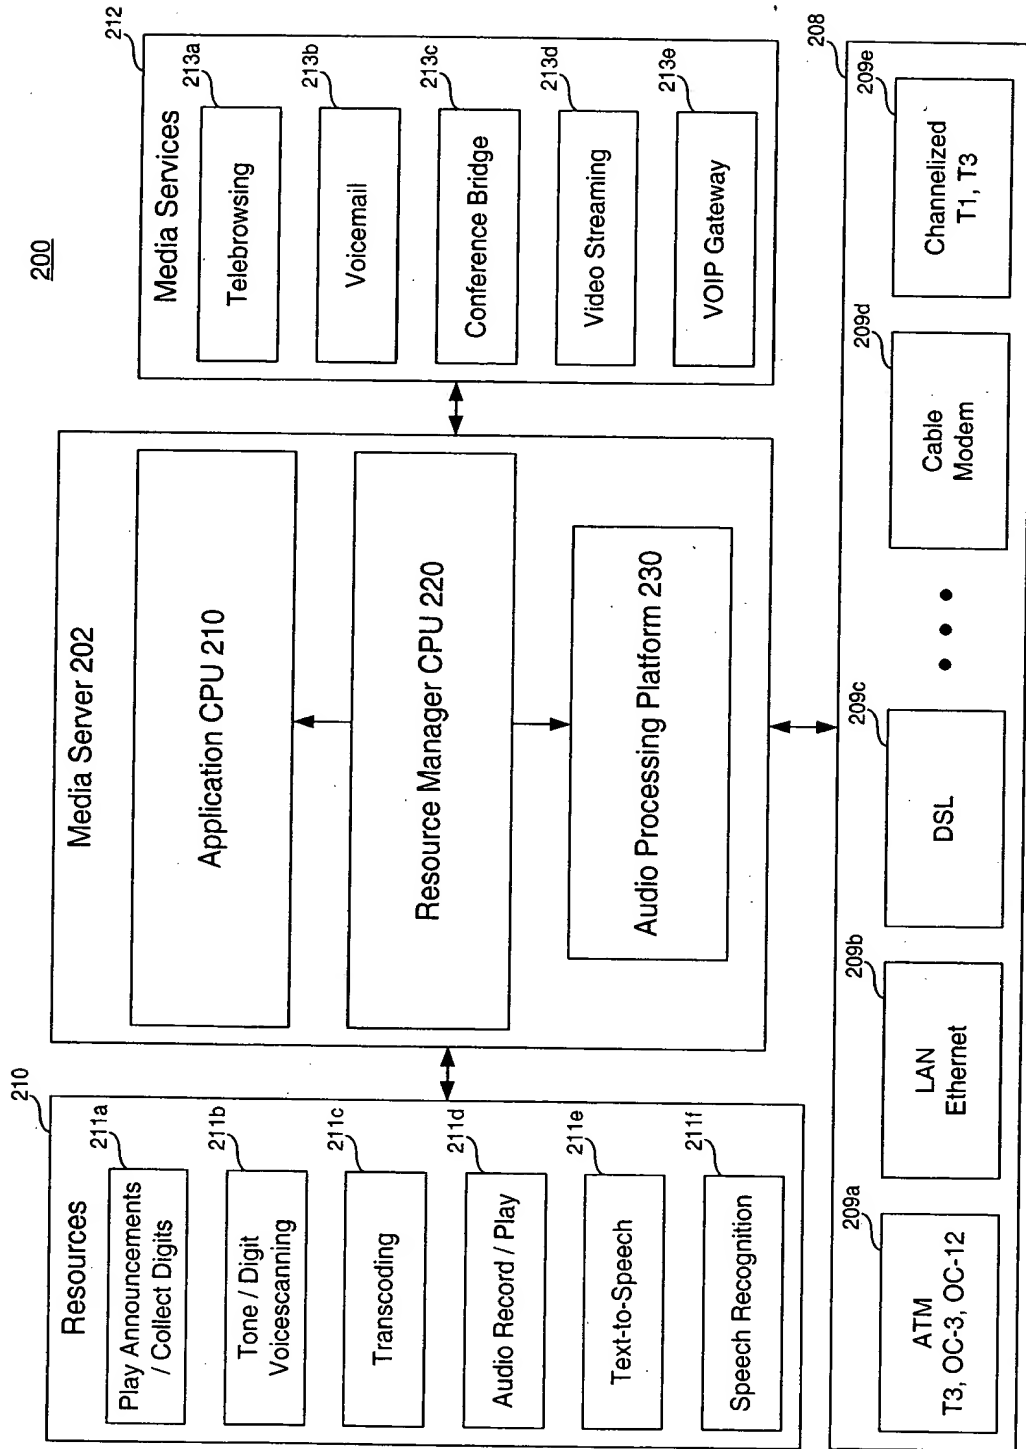 200
210
Resources
211a
Play Announcements
/ Collect Digits
211b
Tone / Digit
Voicescanning
211c
Transcoding
211d
Audio Record / Play
211e
Text-to-Speech
211f
Speech Recognition
Media Server 202
Application CPU 210
Resource Manager CPU 220
Audio Processing Platform 230
212
Media Services
213a
Telebrowsing
213b
Voicemail
213c
Conference Bridge
213d
Video Streaming
213e
VOIP Gateway
208
209a
ATM
T3, OC-3, OC-12
209b
LAN
Ethernet
209c
DSL
209d
Cable
Modem
209e
Channelized
T1, T3